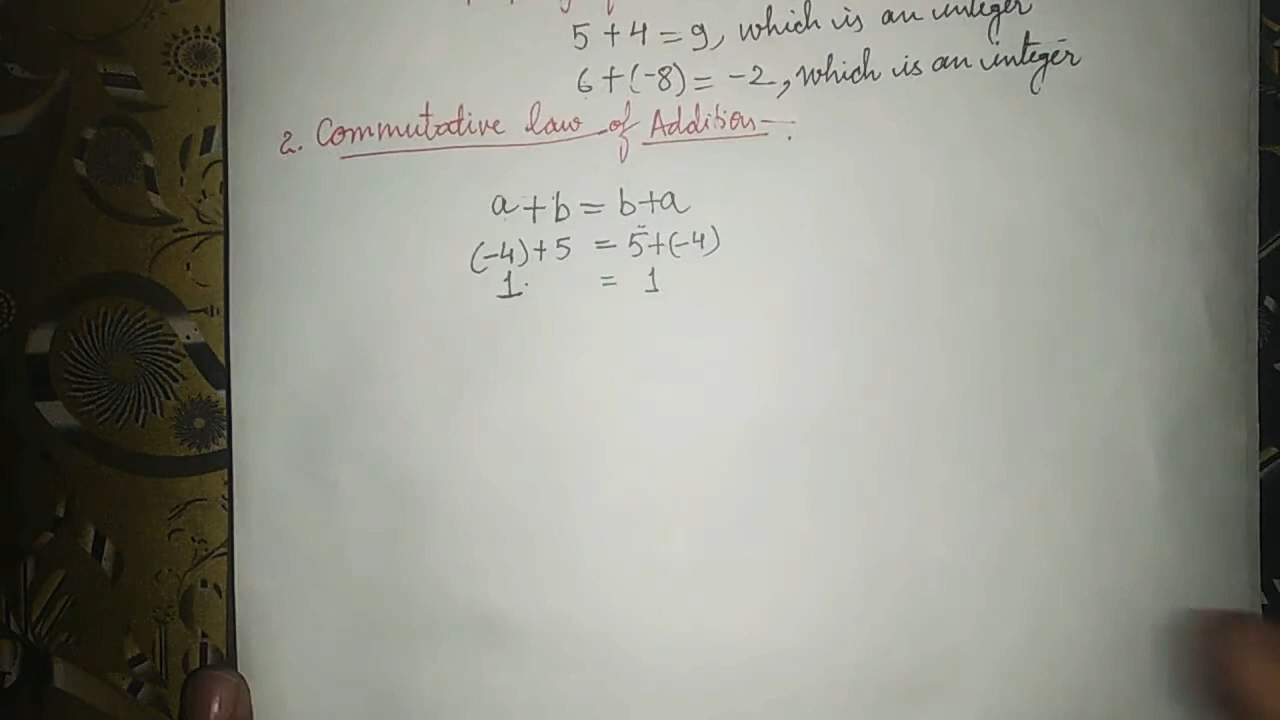 5 + 4 = 9, which is an integer
6 + (-8) = -2, which is an integer
2. Commutative law of Addition -:
a + b = b + a
(-4) + 5 = 5 + (-4)
1 = 1